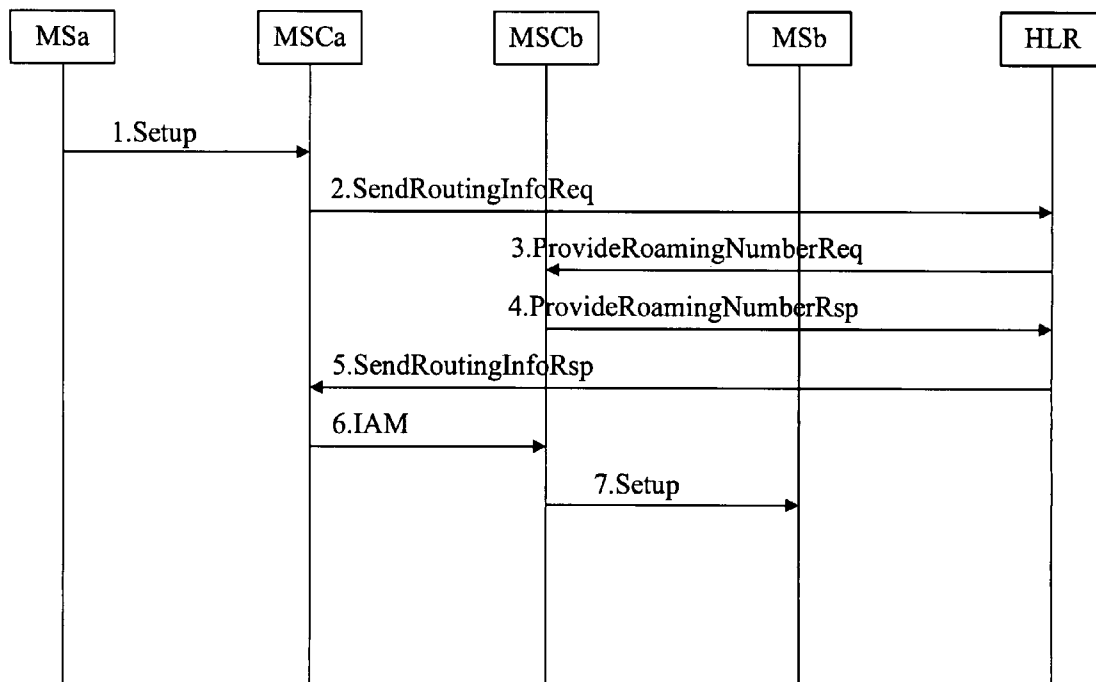 MSa
MSCa
MSCb
MSb
HLR
1.Setup
2.SendRoutingInfoReq
3.ProvideRoamingNumberReq
4.ProvideRoamingNumberRsp
5.SendRoutingInfoRsp
6.IAM
7.Setup